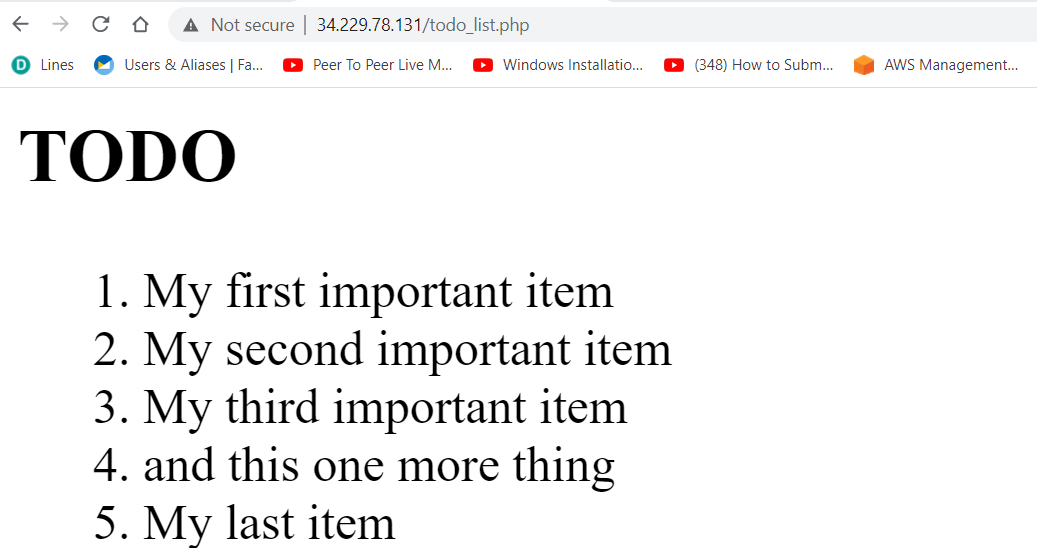 Not secure | 34.229.78.131/todo_list.php
Lines Users & Aliases | Fa... Peer To Peer Live M... Windows Installatio... (348) How to Subm... AWS Management...
TODO
1. My first important item
2. My second important item
3. My third important item
4. and this one more thing
5. My last item